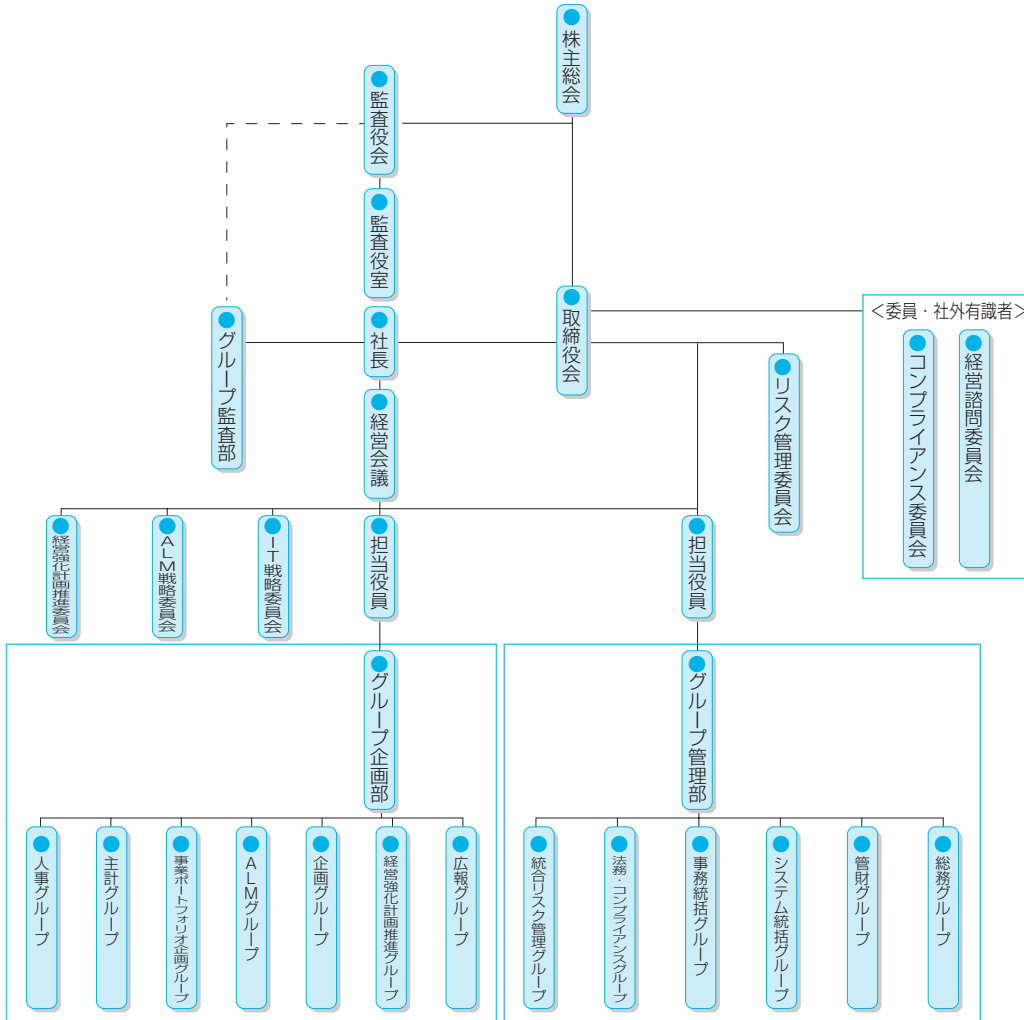 株主総会
監査役会
監査役室
取締役会
<委員・社外有識者>
グループ監査部
社長
経営会議
リスク管理委員会
コンプライアンス委員会
経営諮問委員会
経営強化計画推進委員会
ALM戦略委員会
IT戦略委員会
担当役員
担当役員
グループ企画部
グループ管理部
人事グループ
主計グループ
事業ポートフォリオ企画グループ
ALMグループ
企画グループ
経営強化計画推進グループ
広報グループ
統合リスク管理グループ
法務・コンプライアンスグループ
事務統括グループ
システム統括グループ
管財グループ
総務グループ